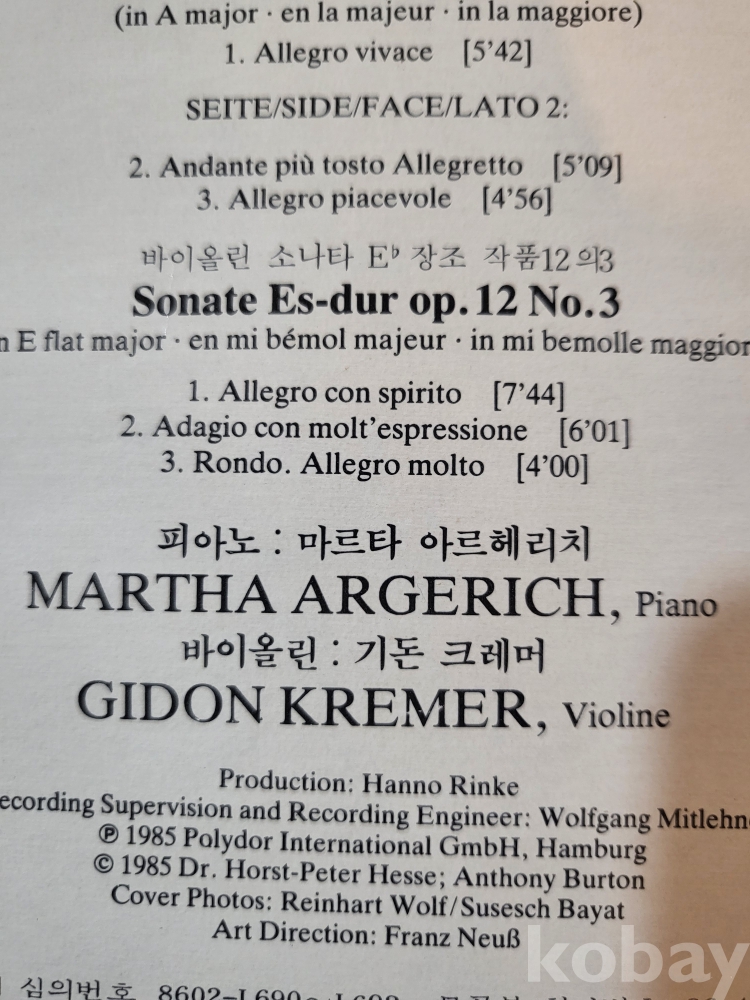 (in A major · en la majeur · in la maggiore)
1. Allegro vivace [5'42]
SEITE/SIDE/FACE/LATO 2:
2. Andante più tosto Allegretto [5'09]
3. Allegro piacevole [4'56]
바이올린 소나타 E♭ 장조 작품12의3
Sonate Es-dur op. 12 No. 3
E flat major · en mi bémol majeur · in mi bemolle maggior
1. Allegro con spirito [7'44]
2. Adagio con molt'espressione [6'01]
3. Rondo. Allegro molto [4'00]
피아노 : 마르타 아르헤리치
MARTHA ARGERICH, Piano
바이올린 : 기돈 크레머
GIDON KREMER, Violine
Production: Hanno Rinke
ecording Supervision and Recording Engineer: Wolfgang Mitlehn
℗ 1985 Polydor International GmbH, Hamburg
© 1985 Dr. Horst-Peter Hesse; Anthony Burton
Cover Photos: Reinhart Wolf/Susesch Bayat
Art Direction: Franz Neuß
심의번호
kobay